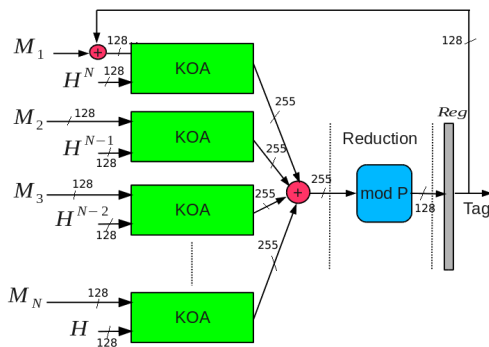 M1
128
128
KOA
H^N
128
Reg
M2
128
255
Reduction
KOA
H^N−1
128
255
M3
128
255
255
mod P
128
Tag
KOA
H^N−2
128
255
MN
128
KOA
H
128